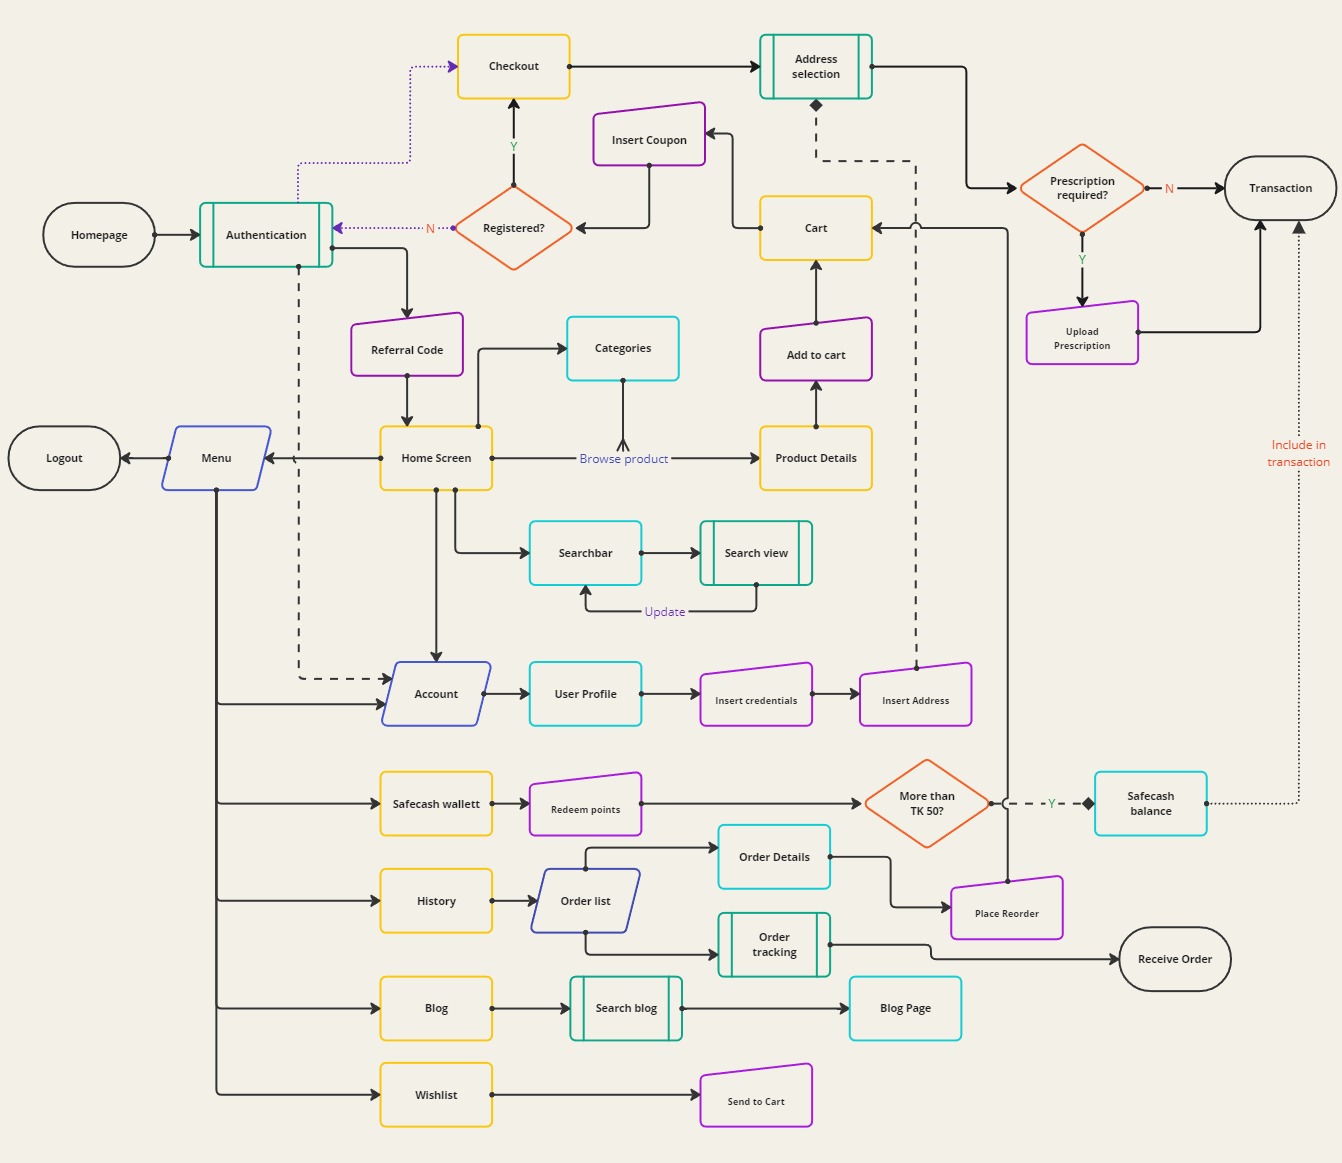 Checkout
Address
selection
Insert Coupon
Y
Prescription
required?
N
Transaction
Homepage
Authentication
N
Registered?
Cart
Y
Upload
Prescription
Referral Code
Categories
Add to cart
Logout
Menu
Home Screen
Browse product
Product Details
Include in
transaction
Searchbar
Search view
Update
Account
User Profile
Insert credentials
Insert Address
Safecash wallett
Redeem points
More than
TK 50?
Y
Safecash
balance
Order Details
History
Order list
Place Reorder
Order
tracking
Receive Order
Blog
Search blog
Blog Page
Wishlist
Send to Cart